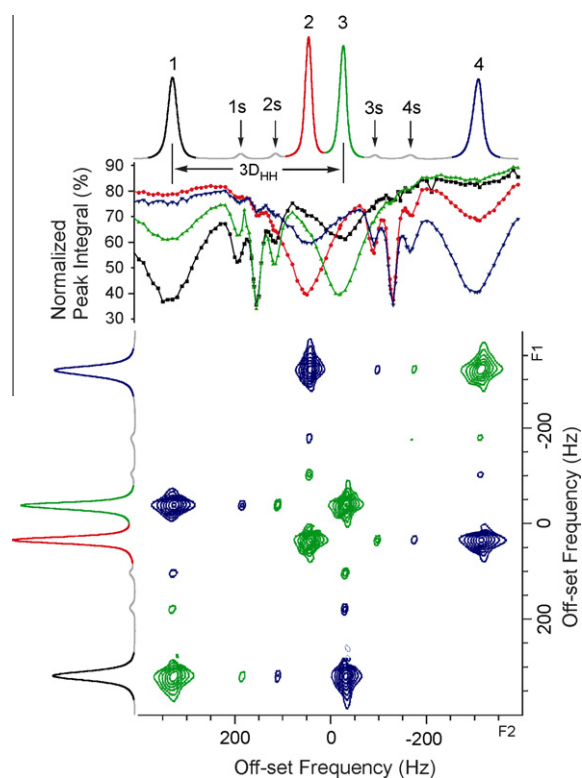 1 2 3 4
1s 2s 3s 4s
3D_HH
90
80
70
60
50
40
30
Normalized
Peak Integral (%)
F1
-200
0
200
Off-set Frequency (Hz)
F2
200 0 -200
Off-set Frequency (Hz)